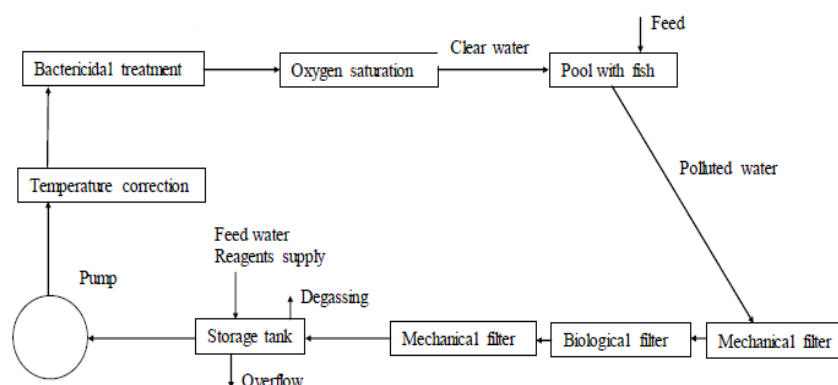 Feed
Clear water
Bactericidal treatment
Oxygen saturation
Pool with fish
Polluted water
Temperature correction
Feed water
Reagents supply
Pump
Degassing
Storage tank
Mechanical filter
Biological filter
Mechanical filter
Overflow